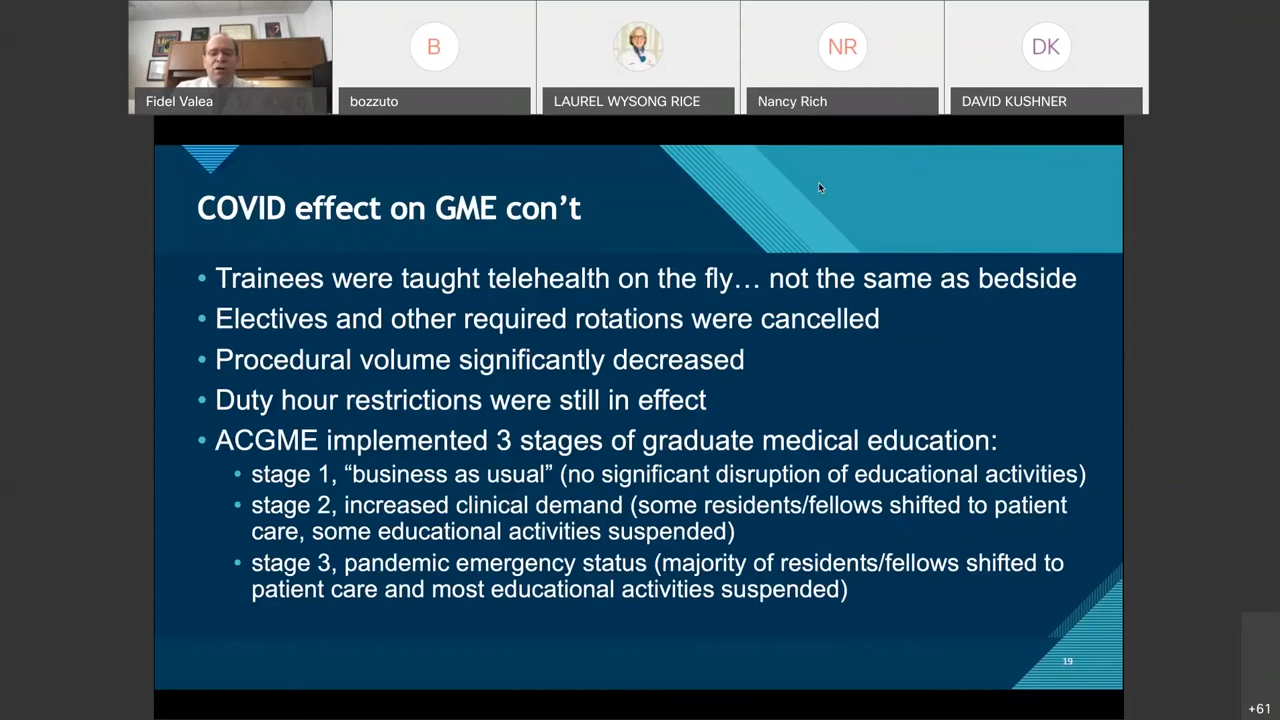 B
NR
DK
Fidel Valea
bozzuto
LAUREL WYSONG RICE
Nancy Rich
DAVID KUSHNER
COVID effect on GME con’t
• Trainees were taught telehealth on the fly… not the same as bedside
• Electives and other required rotations were cancelled
• Procedural volume significantly decreased
• Duty hour restrictions were still in effect
• ACGME implemented 3 stages of graduate medical education:
• stage 1, “business as usual” (no significant disruption of educational activities)
• stage 2, increased clinical demand (some residents/fellows shifted to patient
care, some educational activities suspended)
• stage 3, pandemic emergency status (majority of residents/fellows shifted to
patient care and most educational activities suspended)
19
+61